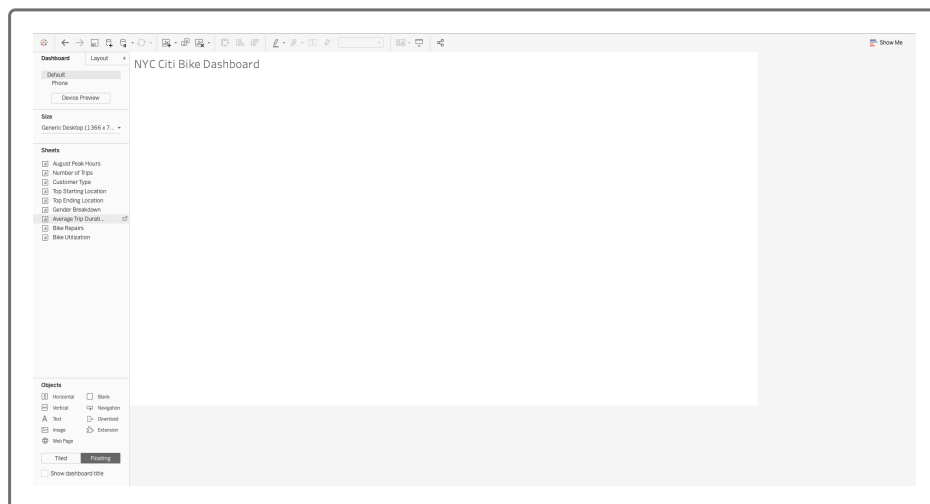 Show Me
Dashboard Layout
NYC Citi Bike Dashboard
Default
Phone
Device Preview
Size
Generic Desktop (1366 x 7...
Sheets
August Peak Hours
Number of Trips
Customer Type
Top Starting Location
Top Ending Location
Gender Breakdown
Average Trip Durati...
Bike Repairs
Bike Utilization
Objects
Horizontal Blank
Vertical Navigation
A Text Download
Image Extension
Web Page
Tiled Floating
Show dashboard title